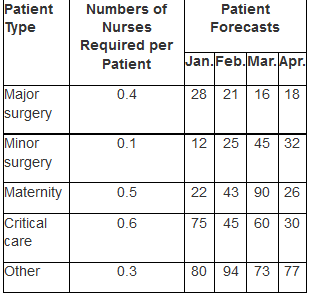 Patient Type | Numbers of Nurses Required per Patient | Patient Forecasts
Jan. | Feb. | Mar. | Apr.
Major surgery | 0.4 | 28 | 21 | 16 | 18
Minor surgery | 0.1 | 12 | 25 | 45 | 32
Maternity | 0.5 | 22 | 43 | 90 | 26
Critical care | 0.6 | 75 | 45 | 60 | 30
Other | 0.3 | 80 | 94 | 73 | 77